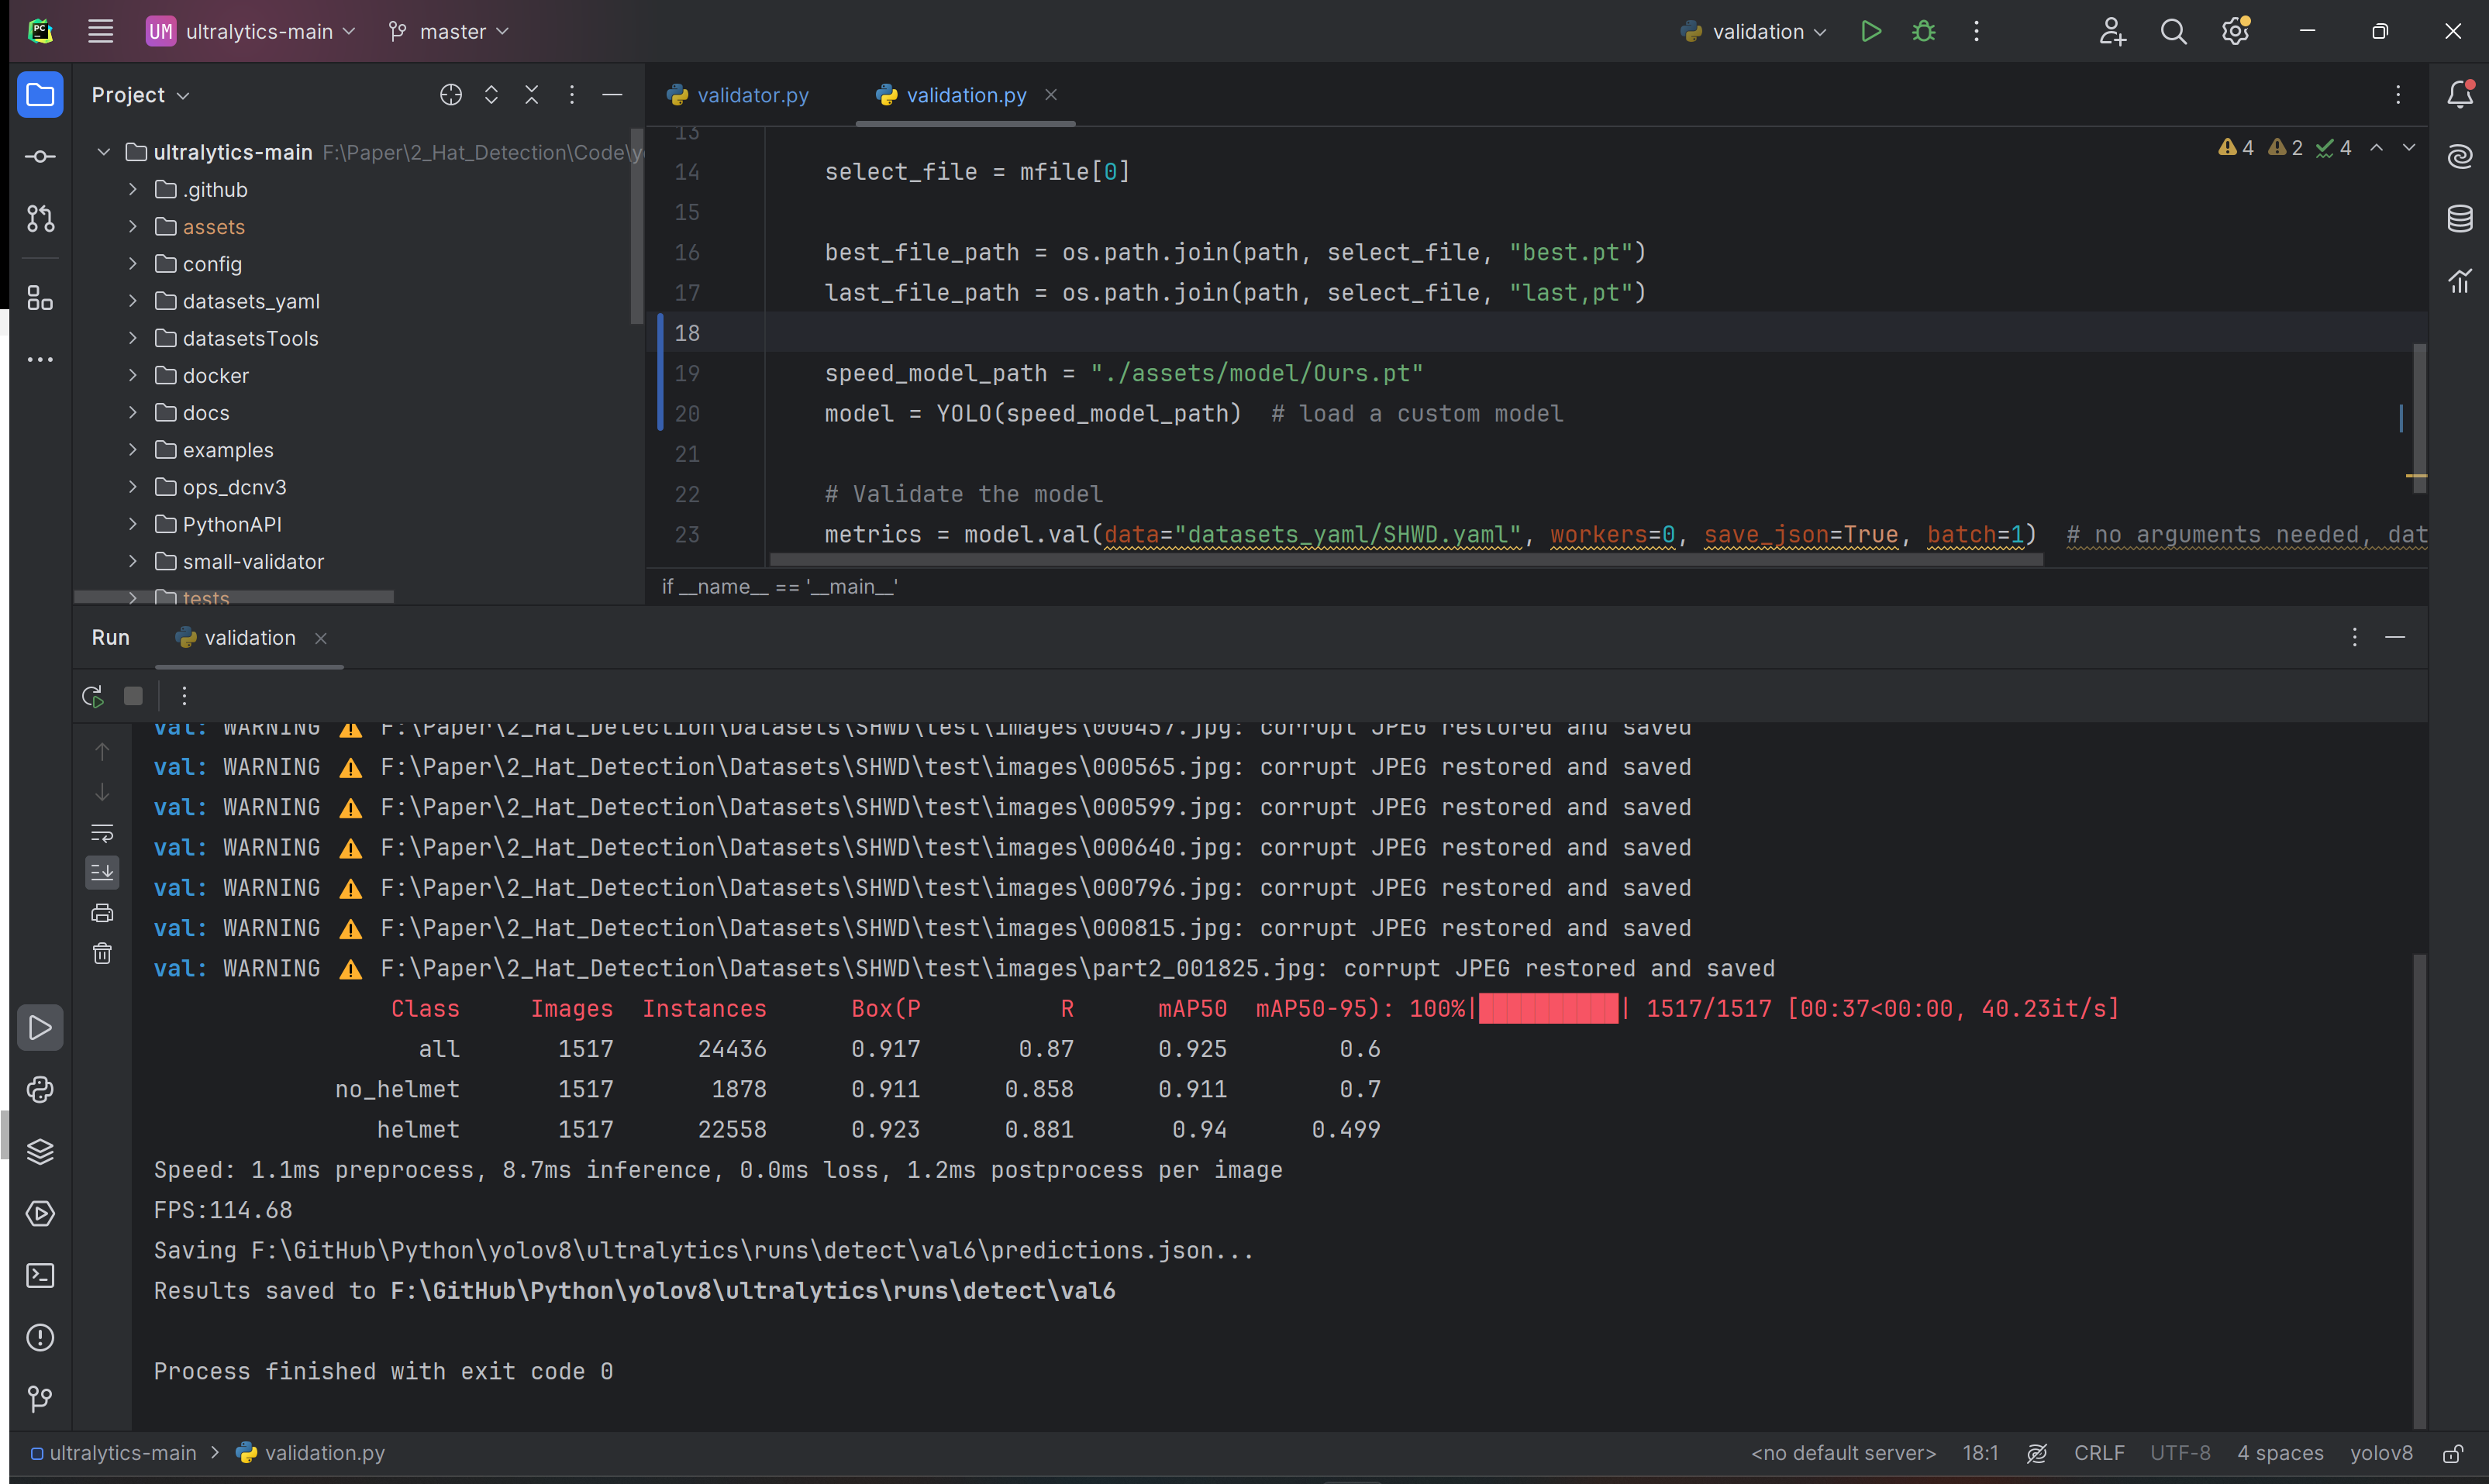 PC
UM ultralytics-main master validation
Project
validator.py validation.py
ultralytics-main F:\Paper\2_Hat_Detection\Code\y
.github
assets
config
datasets_yaml
datasetsTools
docker
docs
examples
ops_dcnv3
PythonAPI
small-validator
tests
4 2 4
13
14 select_file = mfile[0]
15
16 best_file_path = os.path.join(path, select_file, "best.pt")
17 last_file_path = os.path.join(path, select_file, "last,pt")
18
19 speed_model_path = "./assets/model/Ours.pt"
20 model = YOLO(speed_model_path)  # load a custom model
21
22 # Validate the model
23 metrics = model.val(data="datasets_yaml/SHWD.yaml", workers=0, save_json=True, batch=1)  # no arguments needed, dat
if __name__ == '__main__'
Run validation
val: WARNING ⚠ F:\Paper\2_Hat_Detection\Datasets\SHWD\test\images\000457.jpg: corrupt JPEG restored and saved
val: WARNING ⚠ F:\Paper\2_Hat_Detection\Datasets\SHWD\test\images\000565.jpg: corrupt JPEG restored and saved
val: WARNING ⚠ F:\Paper\2_Hat_Detection\Datasets\SHWD\test\images\000599.jpg: corrupt JPEG restored and saved
val: WARNING ⚠ F:\Paper\2_Hat_Detection\Datasets\SHWD\test\images\000640.jpg: corrupt JPEG restored and saved
val: WARNING ⚠ F:\Paper\2_Hat_Detection\Datasets\SHWD\test\images\000796.jpg: corrupt JPEG restored and saved
val: WARNING ⚠ F:\Paper\2_Hat_Detection\Datasets\SHWD\test\images\000815.jpg: corrupt JPEG restored and saved
val: WARNING ⚠ F:\Paper\2_Hat_Detection\Datasets\SHWD\test\images\part2_001825.jpg: corrupt JPEG restored and saved
Class Images Instances Box(P R mAP50 mAP50-95): 100%|██████████| 1517/1517 [00:37<00:00, 40.23it/s]
all 1517 24436 0.917 0.87 0.925 0.6
no_helmet 1517 1878 0.911 0.858 0.911 0.7
helmet 1517 22558 0.923 0.881 0.94 0.499
Speed: 1.1ms preprocess, 8.7ms inference, 0.0ms loss, 1.2ms postprocess per image
FPS:114.68
Saving F:\GitHub\Python\yolov8\ultralytics\runs\detect\val6\predictions.json...
Results saved to F:\GitHub\Python\yolov8\ultralytics\runs\detect\val6
Process finished with exit code 0
ultralytics-main > validation.py <no default server> 18:1 CRLF UTF-8 4 spaces yolov8